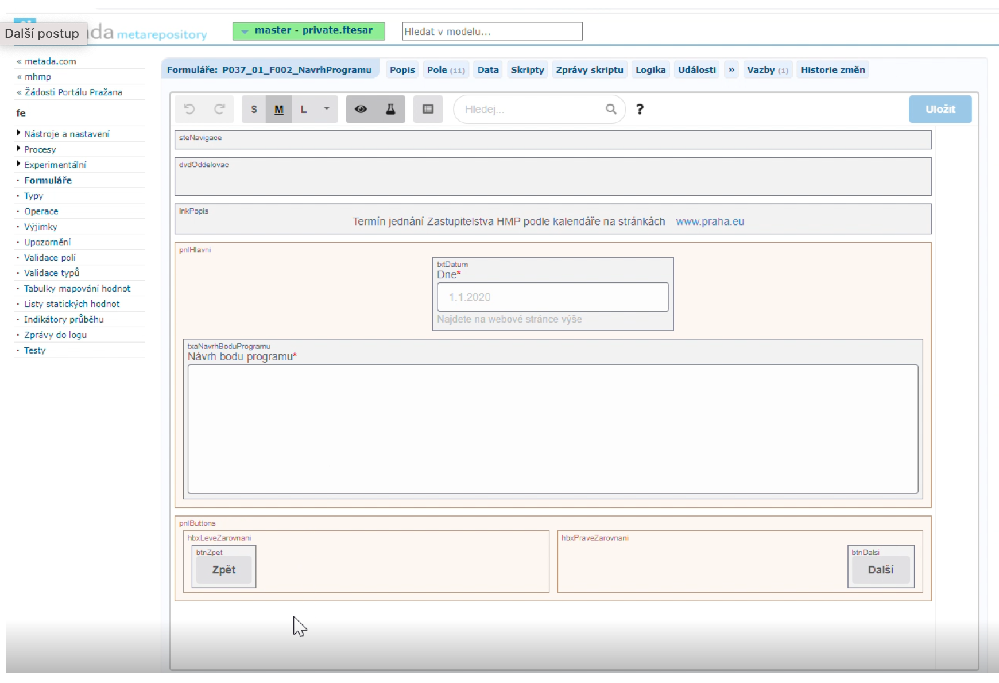 Další postup
da metarepository
master - private.ftesar
Hledat v modelu...
« metada.com
« mhmp
« Žádosti Portálu Pražana
fe
Nástroje a nastavení
Procesy
Experimentální
· Formuláře
· Typy
· Operace
· Výjimky
· Upozornění
· Validace polí
· Validace typů
· Tabulky mapování hodnot
· Listy statických hodnot
· Indikátory průběhu
· Zprávy do logu
· Testy
Formuláře: P037_01_F002_NavrhProgramu Popis Pole (11) Data Skripty Zprávy skriptu Logika Události » Vazby (1) Historie změn
S M L Hledej... ? Uložit
steNavigace
dvdOddelovac
lnkPopis
Termín jednání Zastupitelstva HMP podle kalendáře na stránkách www.praha.eu
pnlHlavni
txtDatum
Dne*
1.1.2020
Najdete na webové stránce výše
txaNavrhBoduProgramu
Návrh bodu programu*
pnlButtons
hbxLeveZarovnani hbxPraveZarovnani
btnZpet btnDalsi
Zpět Další